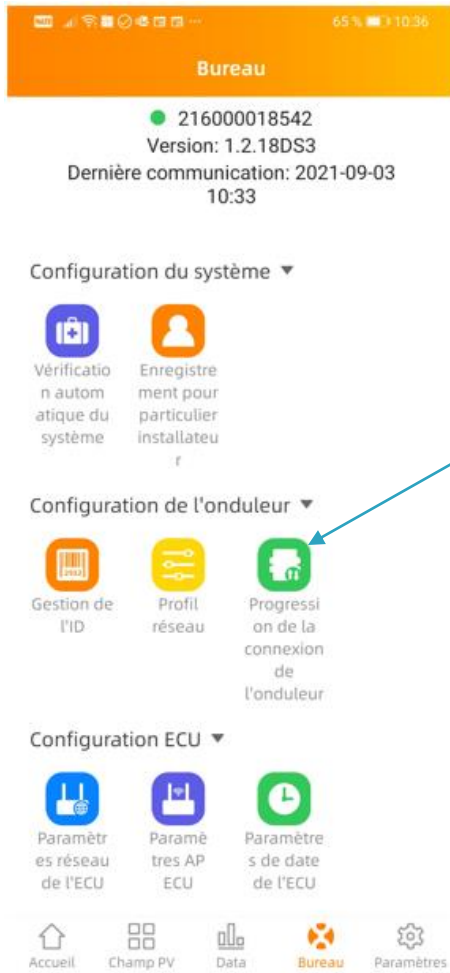 65 % 10:36
Bureau
216000018542
Version: 1.2.18DS3
Dernière communication: 2021-09-03
10:33
Configuration du système ▼
Vérificatio
n autom
atique du
système
Enregistre
ment pour
particulier
installateu
r
Configuration de l'onduleur ▼
Gestion de
l'ID
Profil
réseau
Progressi
on de la
connexion
de
l'onduleur
Configuration ECU ▼
Paramètr
es réseau
de l'ECU
Paramè
tres AP
ECU
Paramètre
s de date
de l'ECU
Accueil
Champ PV
Data
Bureau
Paramètres